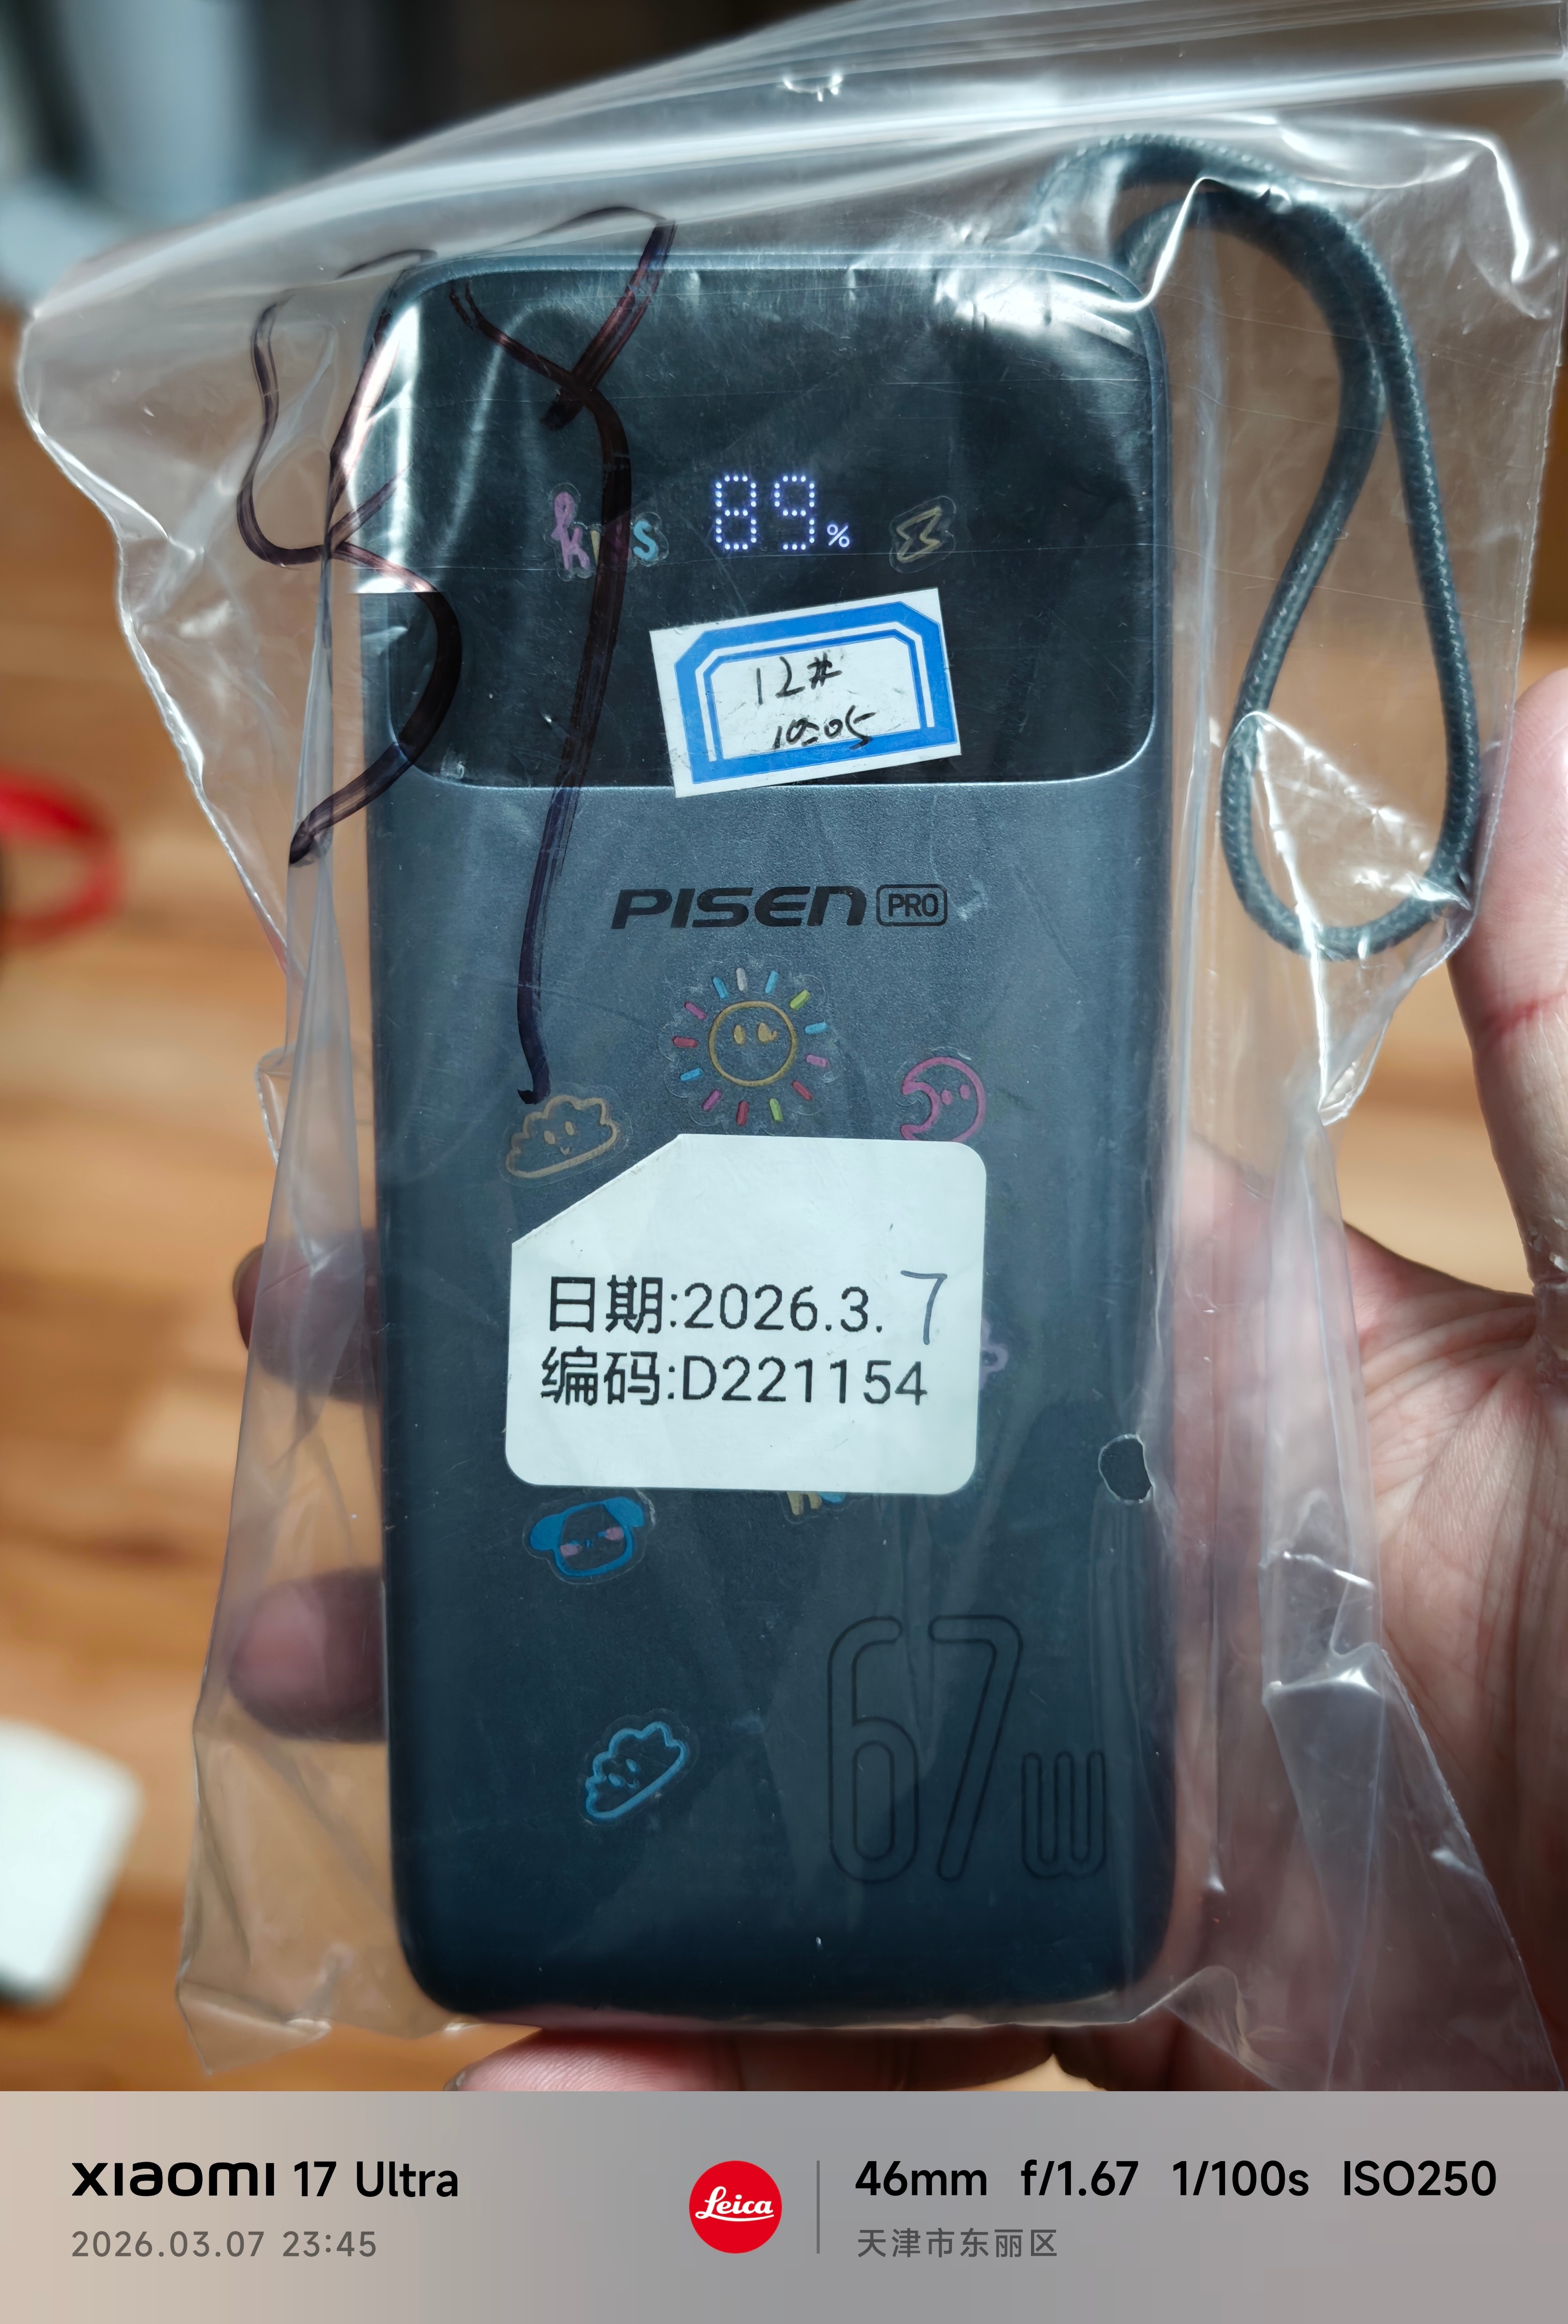 89%
12#
10:05
PISEN PRO
日期:2026.3.7
编码:D221154
67W
xiaomi 17 Ultra
2026.03.07 23:45
Leica
46mm f/1.67 1/100s ISO250
天津市东丽区